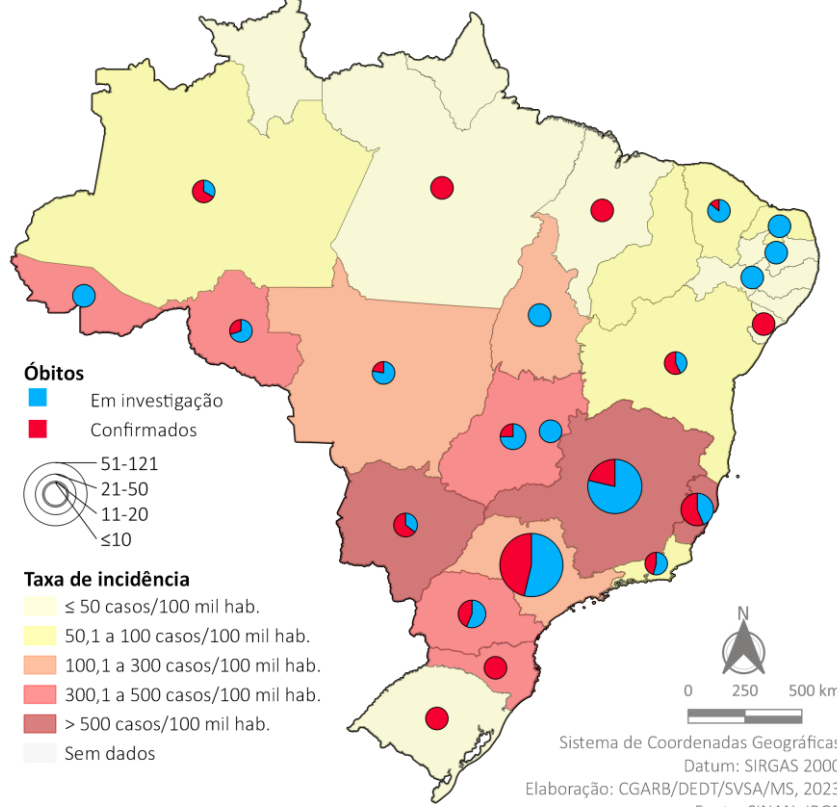 Óbitos
Em investigação
Confirmados
51-121
21-50
11-20
≤10
Taxa de incidência
≤ 50 casos/100 mil hab.
50,1 a 100 casos/100 mil hab.
100,1 a 300 casos/100 mil hab.
300,1 a 500 casos/100 mil hab.
> 500 casos/100 mil hab.
Sem dados
N
0 250 500 km
Sistema de Coordenadas Geográficas
Datum: SIRGAS 2000
Elaboração: CGARB/DEDT/SVSA/MS, 2023